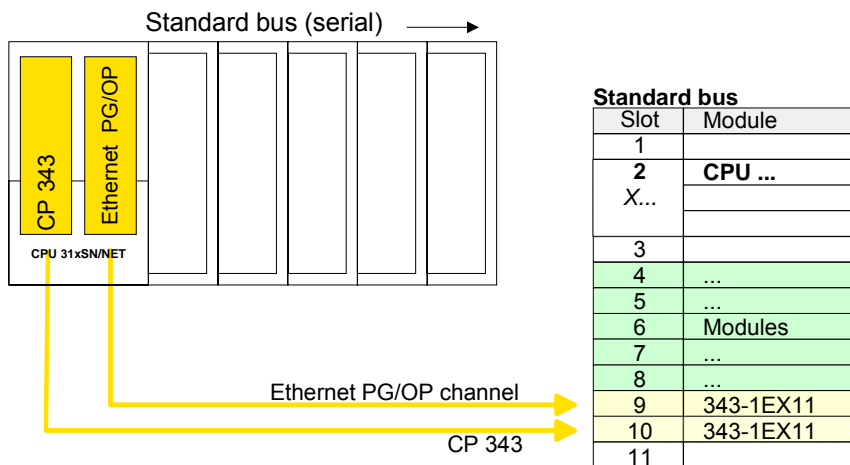 Standard bus (serial)
CP 343
Ethernet PG/OP
CPU 31xSN/NET
Ethernet PG/OP channel
CP 343
Standard bus
Slot Module
1
2 CPU ...
X...
3
4 ...
5 ...
6 Modules
7 ...
8 ...
9 343-1EX11
10 343-1EX11
11